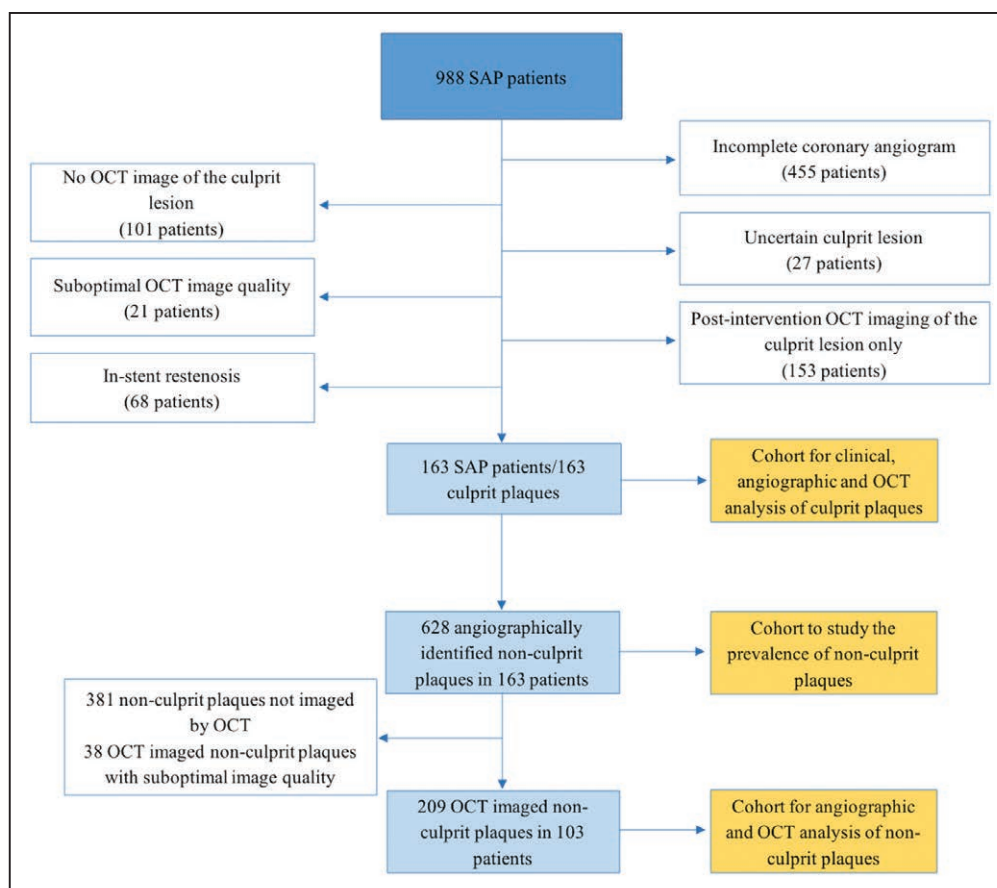 988 SAP patients
Incomplete coronary angiogram
(455 patients)
No OCT image of the culprit
lesion
(101 patients)
Uncertain culprit lesion
(27 patients)
Suboptimal OCT image quality
(21 patients)
Post-intervention OCT imaging of the
culprit lesion only
(153 patients)
In-stent restenosis
(68 patients)
163 SAP patients/163
culprit plaques
Cohort for clinical,
angiographic and OCT
analysis of culprit plaques
628 angiographically
identified non-culprit
plaques in 163 patients
Cohort to study the
prevalence of non-culprit
plaques
381 non-culprit plaques not imaged
by OCT
38 OCT imaged non-culprit plaques
with suboptimal image quality
209 OCT imaged non-
culprit plaques in 103
patients
Cohort for angiographic
and OCT analysis of non-
culprit plaques